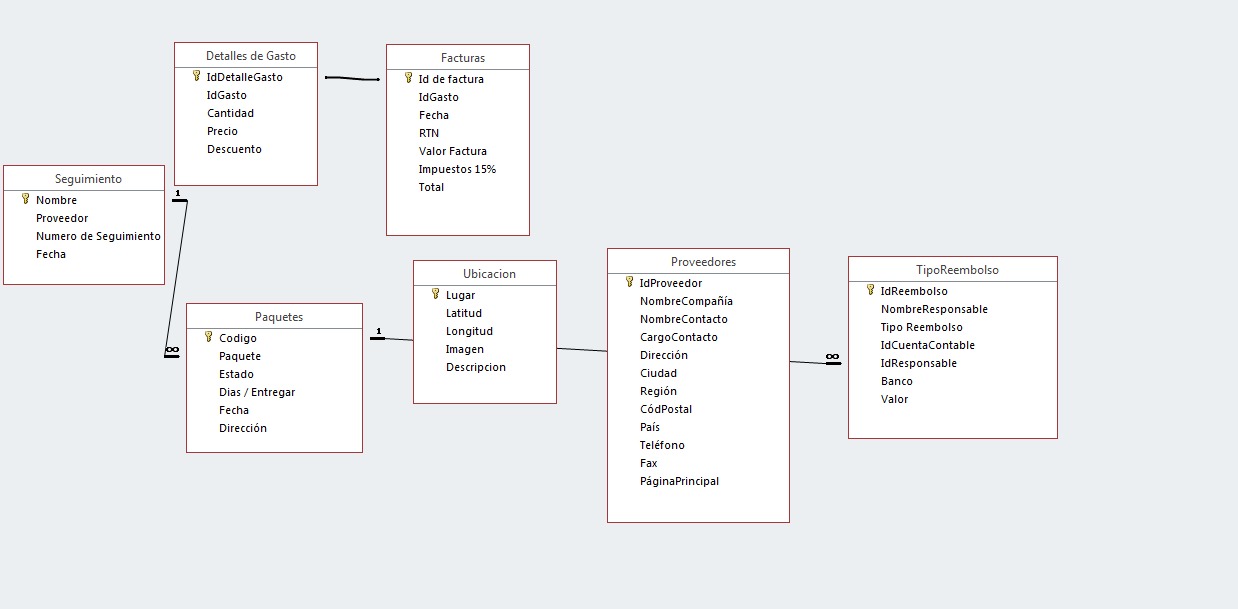 Detalles de Gasto
IdDetalleGasto
IdGasto
Cantidad
Precio
Descuento
Facturas
Id de factura
IdGasto
Fecha
RTN
Valor Factura
Impuestos 15%
Total
Seguimiento
Nombre
Proveedor
Numero de Seguimiento
Fecha
1
∞
Paquetes
Codigo
Paquete
Estado
Dias / Entregar
Fecha
Dirección
1
Ubicacion
Lugar
Latitud
Longitud
Imagen
Descripcion
Proveedores
IdProveedor
NombreCompañía
NombreContacto
CargoContacto
Dirección
Ciudad
Región
CódPostal
País
Teléfono
Fax
PáginaPrincipal
∞
TipoReembolso
IdReembolso
NombreResponsable
Tipo Reembolso
IdCuentaContable
IdResponsable
Banco
Valor